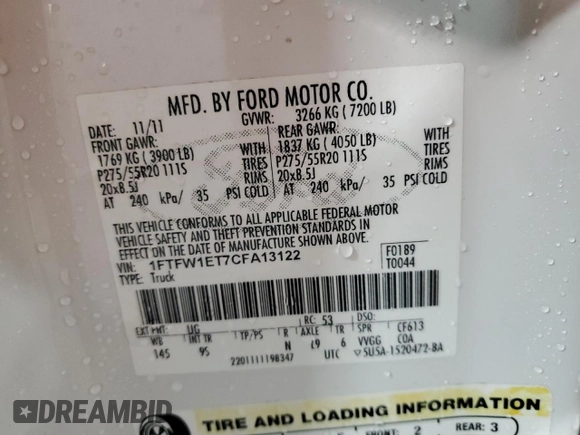 MFD. BY FORD MOTOR CO.
DATE: 11/11 GVWR: 3266 KG ( 7200 LB)
FRONT GAWR: REAR GAWR:
1769 KG ( 3900 LB) WITH 1837 KG ( 4050 LB) WITH
P275/55R20 111S TIRES P275/55R20 111S TIRES
20x8.5J RIMS 20x8.5J RIMS
AT 240 kPa/ 35 PSI COLD AT 240 kPa/ 35 PSI COLD
THIS VEHICLE CONFORMS TO ALL APPLICABLE FEDERAL MOTOR
VEHICLE SAFETY AND THEFT PREVENTION STANDARDS IN
EFFECT ON THE DATE OF MANUFACTURE SHOWN ABOVE.
VIN: 1FTFW1ET7CFA13122 F0189
TYPE: Truck T0044
RC: 53 DSO:
EXT PNT: UG
WB INT TR TP/PS R AXLE TR SPR CF613
145 95 N L9 6 VVGG COA
2201111198347 UTC 5U5A-1520472-BA
TIRE AND LOADING INFORMATION
FRONT: 2 REAR: 3
DREAMBID